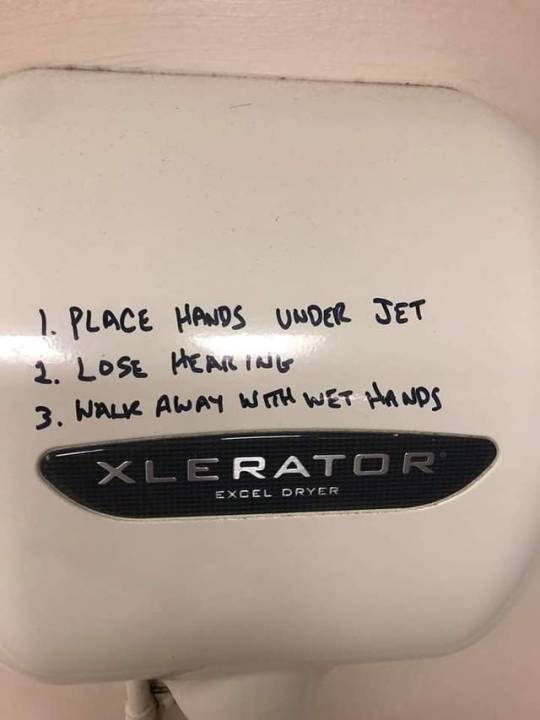 1. PLACE HANDS UNDER JET
2. LOSE HEARING
3. WALK AWAY WITH WET HANDS
XLERATOR®
EXCEL DRYER